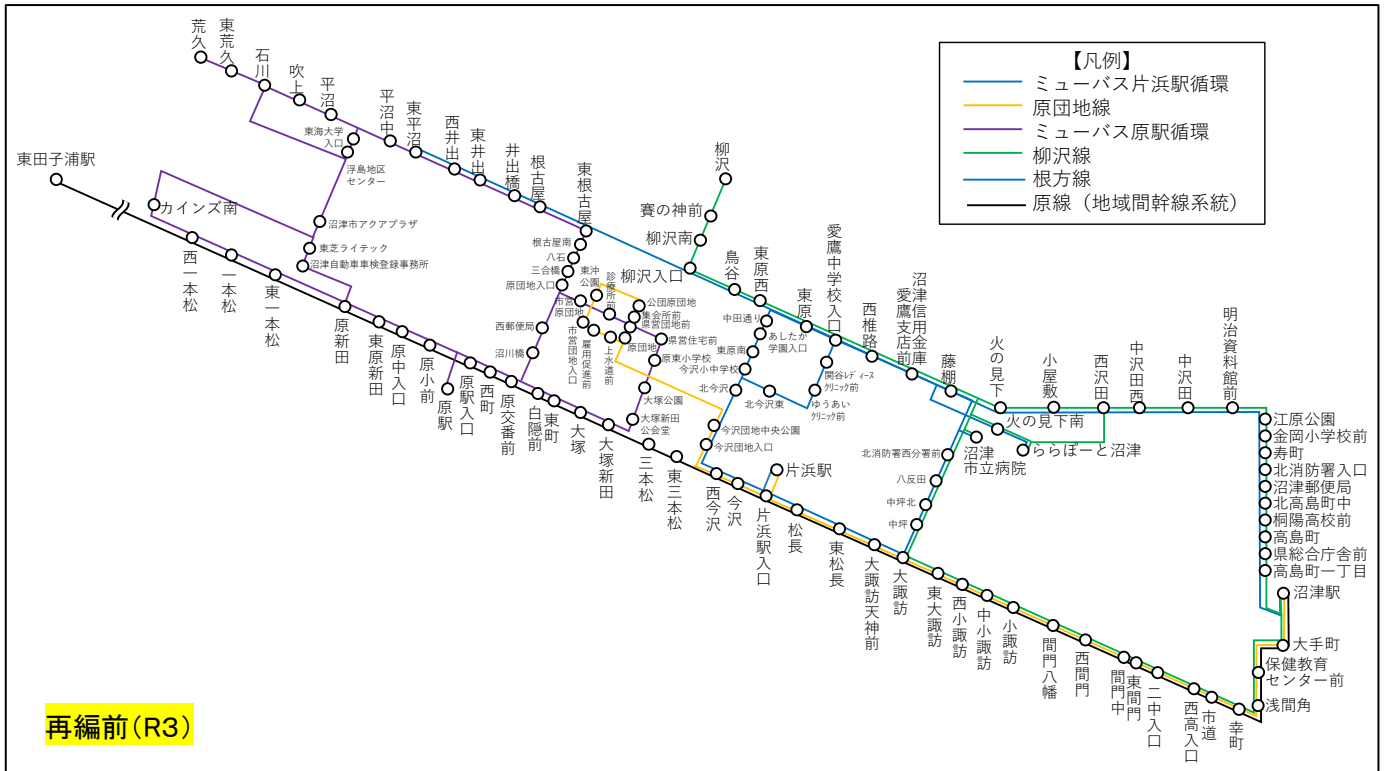 【凡例】
ミューバス片浜駅循環
原団地線
ミューバス原駅循環
柳沢線
根方線
原線（地域間幹線系統）
荒久
東荒久
石川
吹上
平沼
平沼中
東平沼
西井出
東井出
井出橋
根古屋
東根古屋
東海大学
入口
浮島地区
センター
沼津市アクアプラザ
東芝ライテック
沼津自動車車検登録事務所
東田子浦駅
カインズ南
西一本松
一本松
東一本松
原新田
東原新田
原中入口
原小前
原駅
原駅入口
西町
原交番前
白隠前
東町
大塚
大塚新田
三本松
東三本松
西今沢
今沢
片浜駅入口
片浜駅
松長
東松長
大諏訪天神前
大諏訪
東大諏訪
西小諏訪
中小諏訪
小諏訪
間門八幡
西間門
間門中
東間門
二中入口
西高入口
市道
幸町
浅間角
保健教育
センター前
大手町
沼津駅
根古屋南
八石
三合橋
原団地入口
西郵便局
沼川橋
東沖
公園
診療所前
市営
原団地
市営団地入口
雇用促進前
上水道前
原団地
公団原団地
集会所前
県営団地前
県営住宅前
原東小学校
大塚公園
大塚新田
公会堂
柳沢
賽の神前
柳沢南
柳沢入口
鳥谷
東原西
東原
愛鷹中学校入口
西椎路
沼津信用金庫
愛鷹支店前
藤棚
火の見下
小屋敷
西沢田
中沢田西
中沢田
明治資料館前
中田通り
あしたか
学園入口
東原南
今沢小中学校
北今沢
北今沢東
関谷レディース
クリニック前
ゆうあい
クリニック前
今沢団地中央公園
今沢団地入口
火の見下南
ららぽーと沼津
沼津
市立病院
北消防署西分署前
八反田
中坪北
中坪
江原公園
金岡小学校前
寿町
北消防署入口
沼津郵便局
北高島町中
桐陽高校前
高島町
県総合庁舎前
高島町一丁目
再編前(R3)